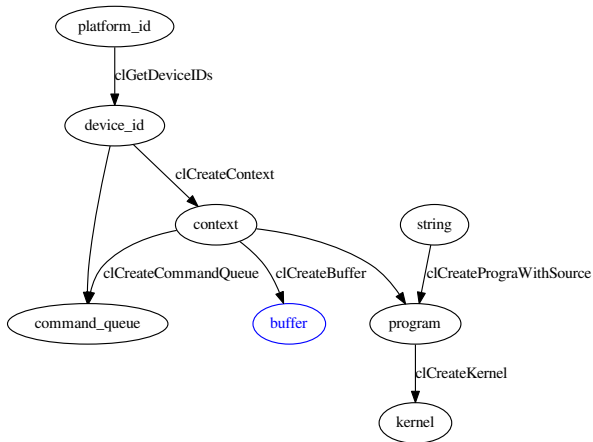 platform_id
clGetDeviceIDs
device_id
clCreateContext
context
string
clCreateCommandQueue
clCreateBuffer
clCreatePrograWithSource
command_queue
buffer
program
clCreateKernel
kernel